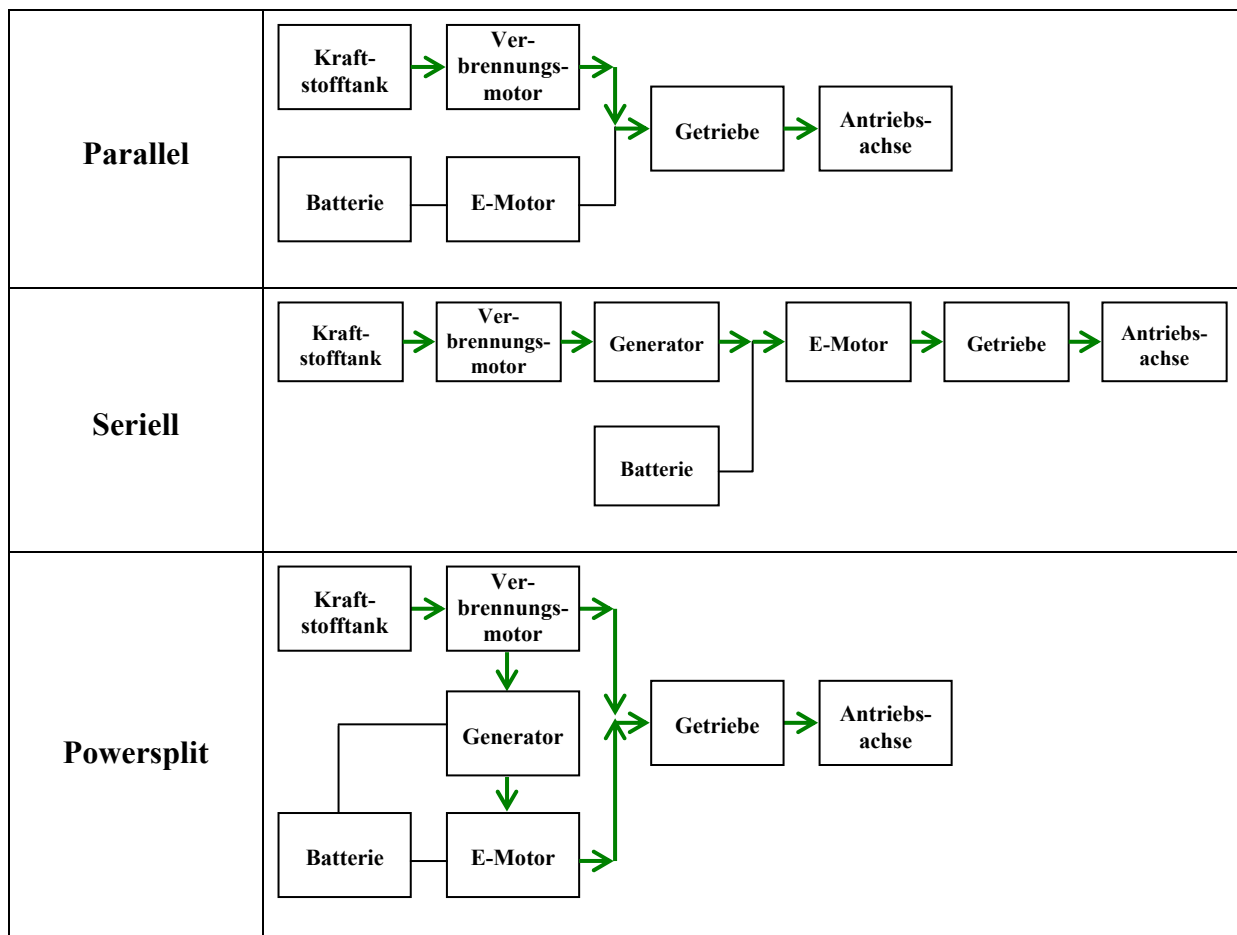 Parallel
Kraft-
stofftank
Ver-
brennungs-
motor
Getriebe
Antriebs-
achse
Batterie
E-Motor
Seriell
Kraft-
stofftank
Ver-
brennungs-
motor
Generator
E-Motor
Getriebe
Antriebs-
achse
Batterie
Powersplit
Kraft-
stofftank
Ver-
brennungs-
motor
Generator
Getriebe
Antriebs-
achse
Batterie
E-Motor